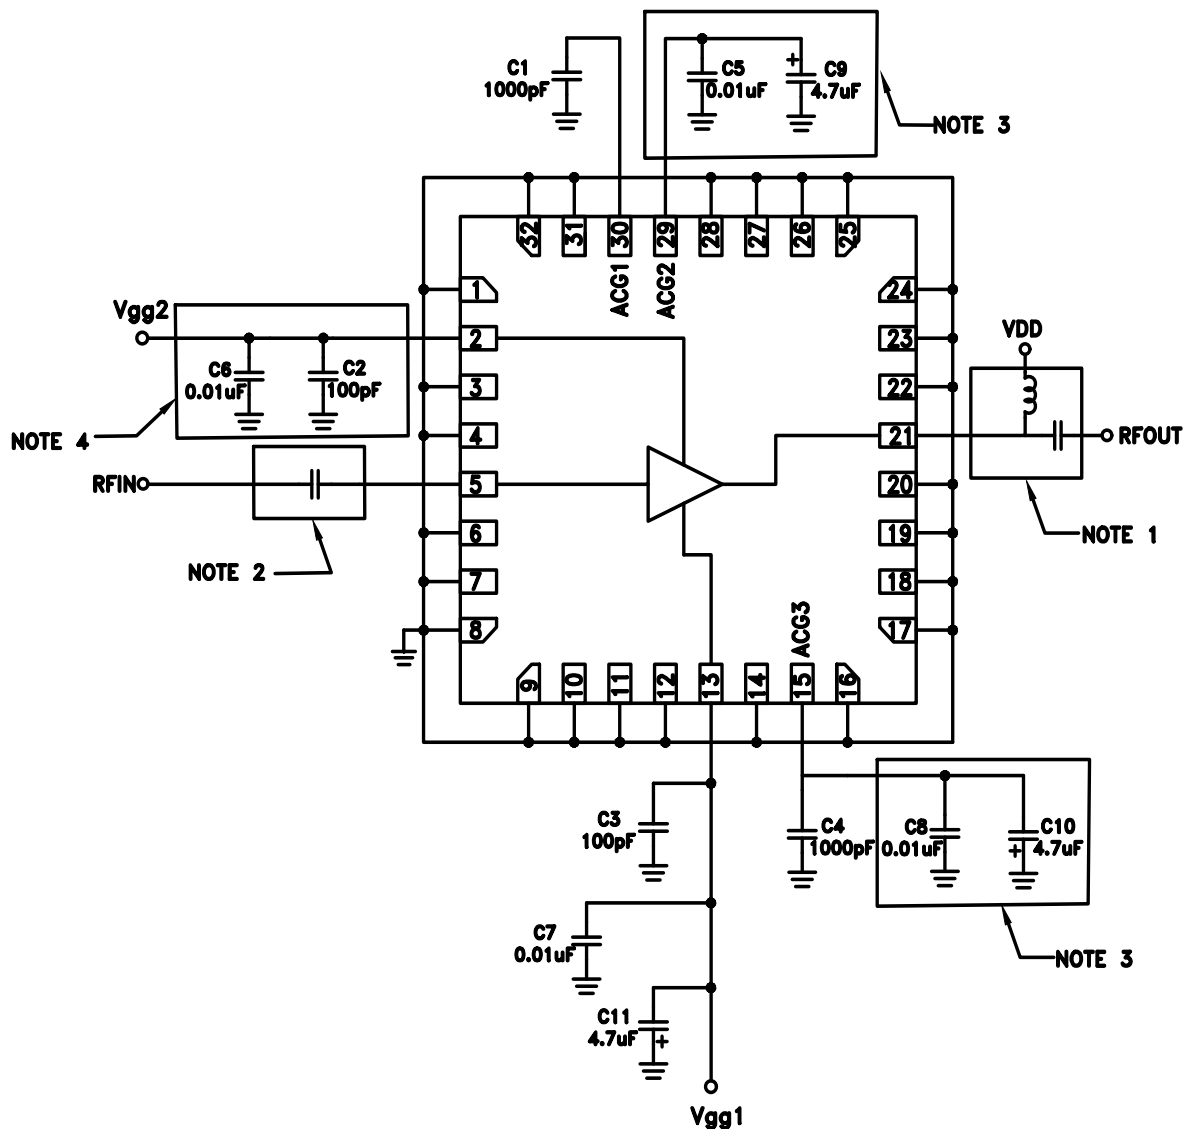 C1
1000pF
C5
0.01uF
C9
+
4.7uF
NOTE 3
32
31
30
29
28
27
26
25
ACG1
ACG2
Vgg2
C6
0.01uF
C2
100pF
NOTE 4
RFIN
NOTE 2
1
2
3
4
5
6
7
8
24
23
22
21
20
19
18
17
VDD
RFOUT
NOTE 1
ACG3
9
10
11
12
13
14
15
16
C3
100pF
C4
1000pF
C8
0.01uF
C10
+
4.7uF
NOTE 3
C7
0.01uF
C11
4.7uF
+
Vgg1